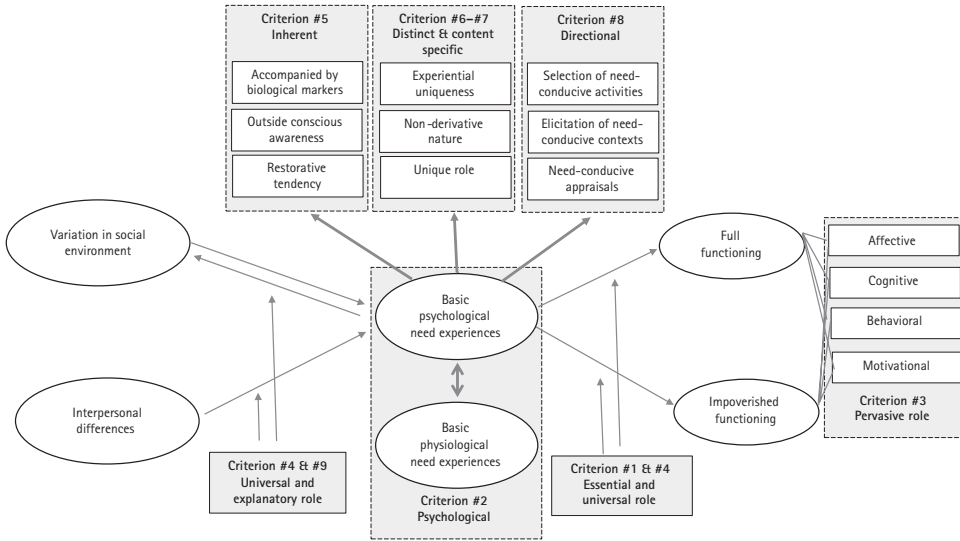 Criterion #5
Inherent
Accompanied by
biological markers
Outside conscious
awareness
Restorative
tendency
Criterion #6–#7
Distinct & content
specific
Experiential
uniqueness
Non-derivative
nature
Unique role
Criterion #8
Directional
Selection of need-
conducive activities
Elicitation of need-
conducive contexts
Need-conducive
appraisals
Variation in social
environment
Interpersonal
differences
Criterion #4 & #9
Universal and
explanatory role
Basic
psychological
need experiences
Basic
physiological
need experiences
Criterion #2
Psychological
Criterion #1 & #4
Essential and
universal role
Full
functioning
Impoverished
functioning
Affective
Cognitive
Behavioral
Motivational
Criterion #3
Pervasive role